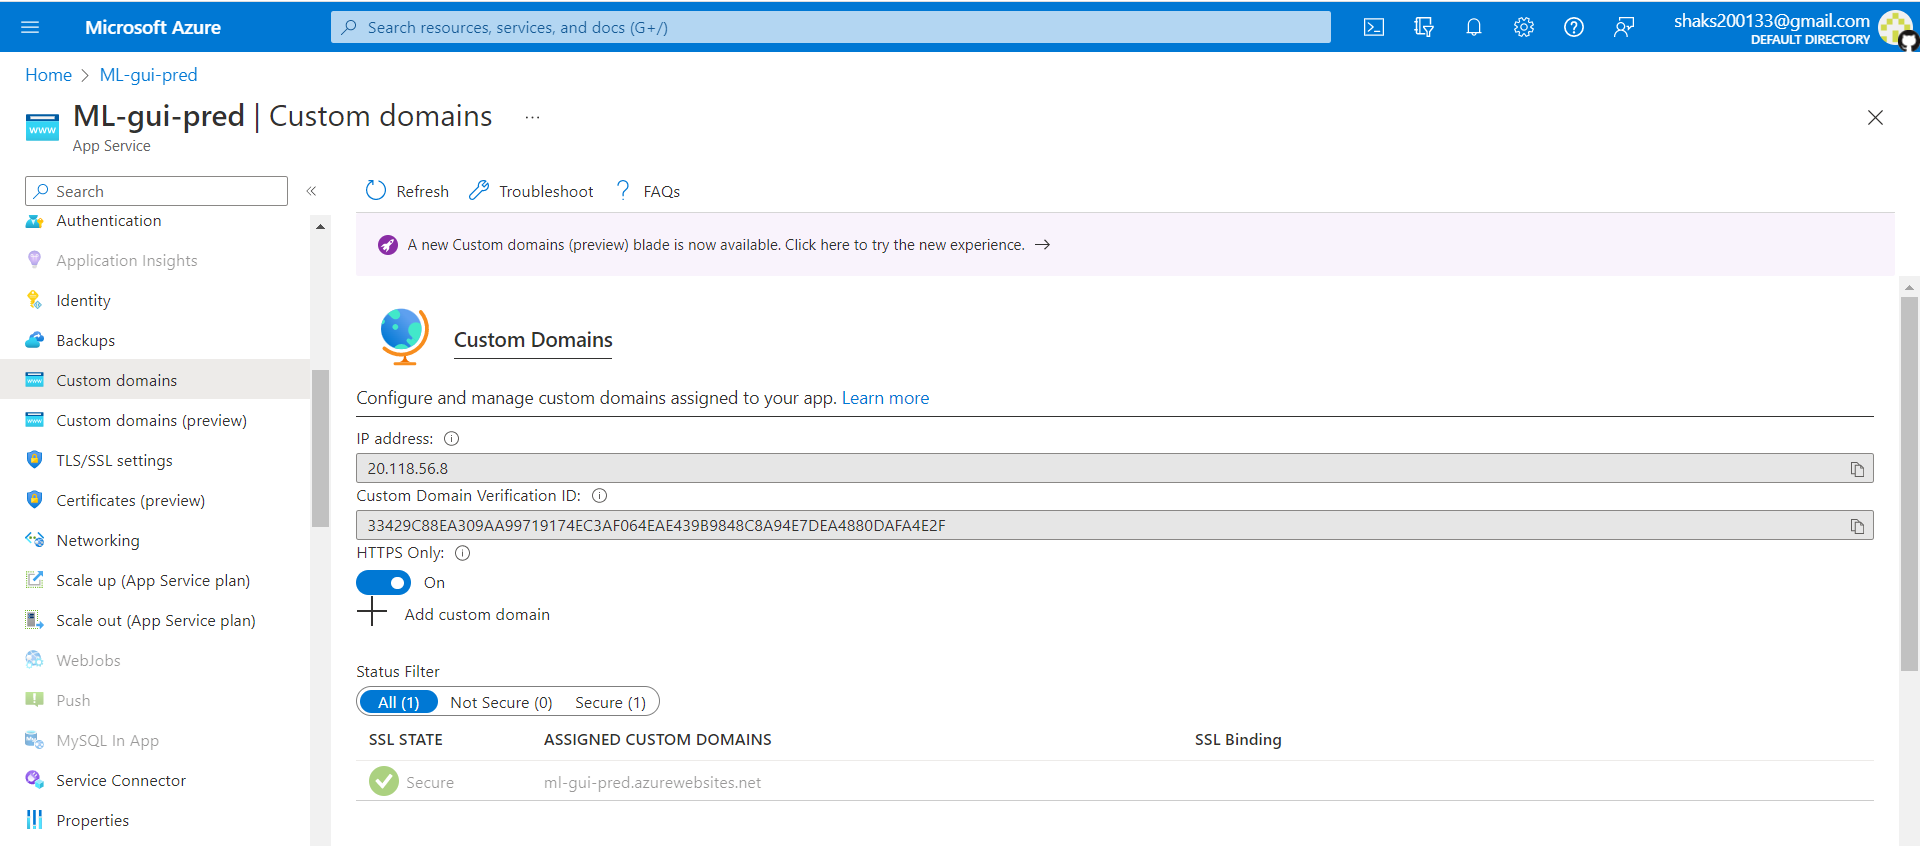 Microsoft Azure
Search resources, services, and docs (G+/)
shaks200133@gmail.com
DEFAULT DIRECTORY
Home > ML-gui-pred
ML-gui-pred | Custom domains ...
App Service
Search
«
Authentication
Application Insights
Identity
Backups
Custom domains
Custom domains (preview)
TLS/SSL settings
Certificates (preview)
Networking
Scale up (App Service plan)
Scale out (App Service plan)
WebJobs
Push
MySQL In App
Service Connector
Properties
Refresh Troubleshoot ? FAQs
A new Custom domains (preview) blade is now available. Click here to try the new experience. →
Custom Domains
Configure and manage custom domains assigned to your app. Learn more
IP address:
20.118.56.8
Custom Domain Verification ID:
33429C88EA309AA99719174EC3AF064EAE439B9848C8A94E7DEA4880DAFA4E2F
HTTPS Only:
On
Add custom domain
Status Filter
All (1) Not Secure (0) Secure (1)
SSL STATE ASSIGNED CUSTOM DOMAINS SSL Binding
Secure ml-gui-pred.azurewebsites.net